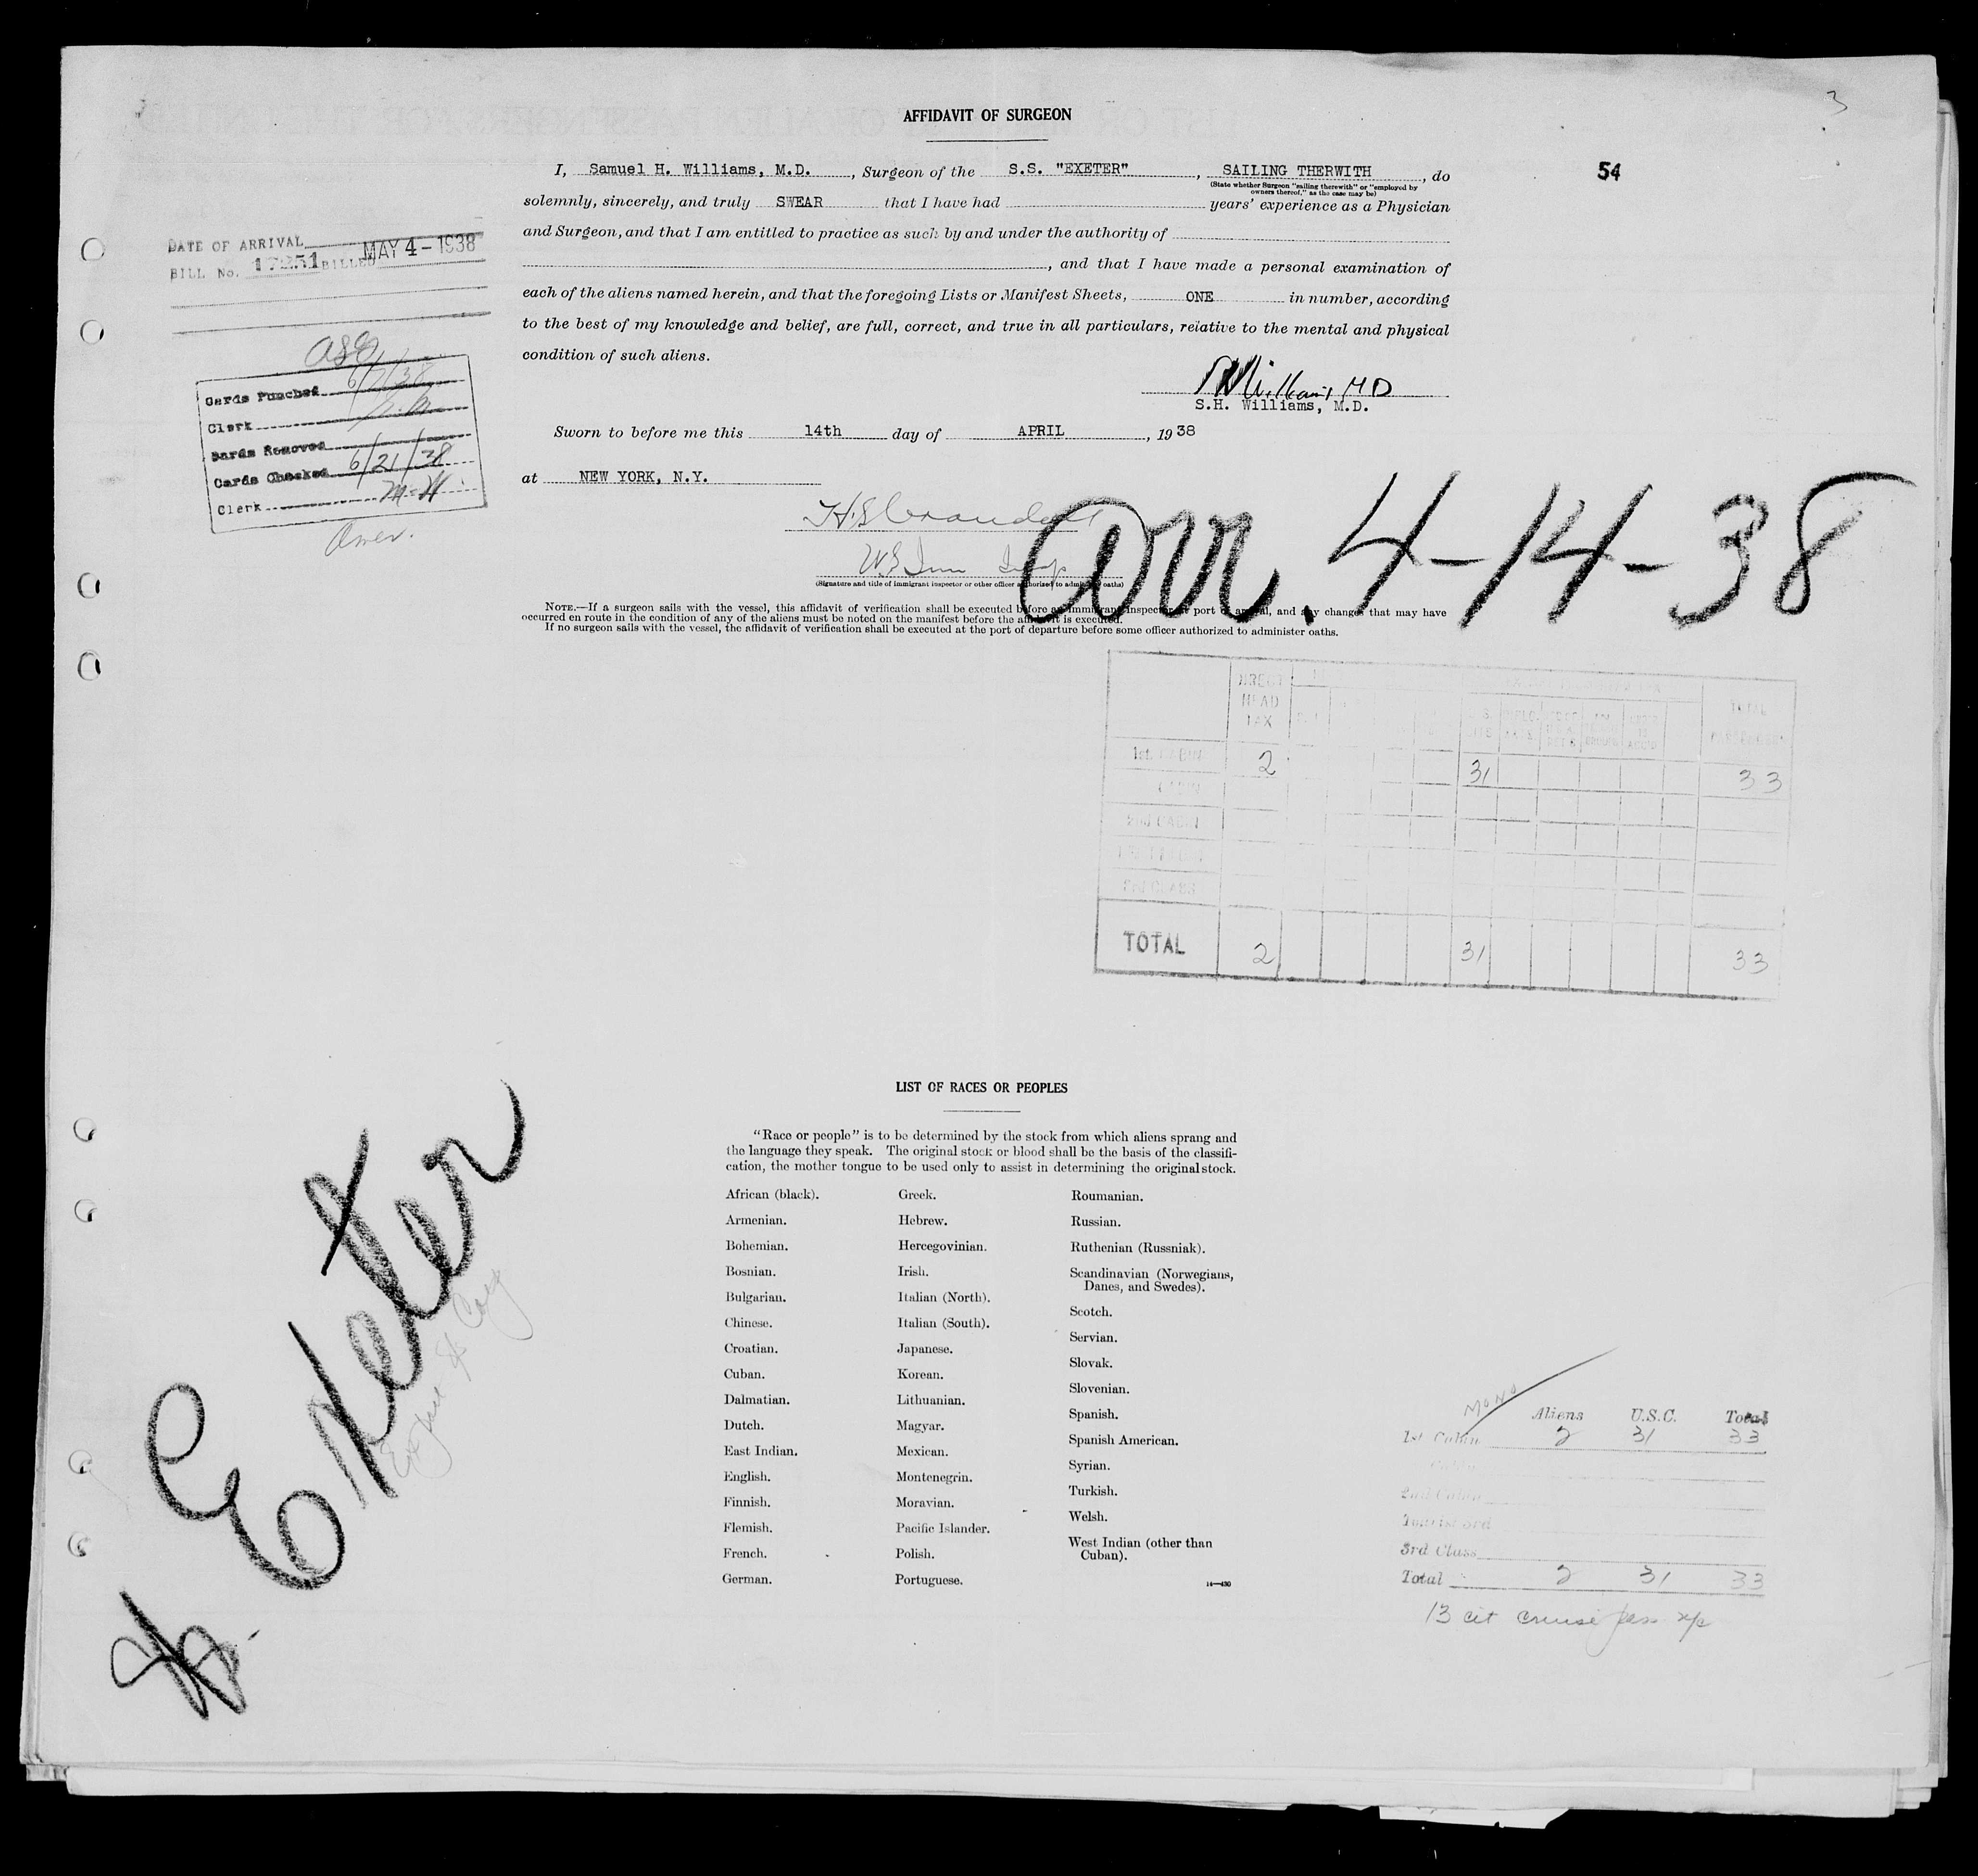 3
AFFIDAVIT OF SURGEON
54
I, Samuel H. Williams, M.D. , Surgeon of the S.S. "EXETER" , SAILING THERWITH , do
(State whether Surgeon "sailing therewith" or "employed by
owners thereof," as the case may be)
solemnly, sincerely, and truly SWEAR that I have had years' experience as a Physician
and Surgeon, and that I am entitled to practice as such by and under the authority of
, and that I have made a personal examination of
each of the aliens named herein, and that the foregoing Lists or Manifest Sheets, ONE in number, according
to the best of my knowledge and belief, are full, correct, and true in all particulars, relative to the mental and physical
condition of such aliens.
DATE OF ARRIVAL
BILL No. 17251 BILLED MAY 4-1938
Cards Punched 6/7/38
Clerk
Cards Removed
Cards Checked 6/21/38
Clerk M-H
Williams MD
S.H. Williams, M.D.
Sworn to before me this 14th day of APRIL , 1938
at NEW YORK, N.Y.
Arr. 4-14-38
(Signature and title of immigrant inspector or other officer authorized to administer oaths)
NOTE.—If a surgeon sails with the vessel, this affidavit of verification shall be executed before an immigrant inspector at port of arrival, and any changes that may have
occurred en route in the condition of any of the aliens must be noted on the manifest before the affidavit is executed.
If no surgeon sails with the vessel, the affidavit of verification shall be executed at the port of departure before some officer authorized to administer oaths.
DIRECT HEAD TAX TOTAL
1st CABIN 2 31 33
CABIN
2nd CABIN
3rd CLASS
TOTAL 2 31 33
LIST OF RACES OR PEOPLES
"Race or people" is to be determined by the stock from which aliens sprang and
the language they speak. The original stock or blood shall be the basis of the classifi-
cation, the mother tongue to be used only to assist in determining the original stock.
African (black).
Armenian.
Bohemian.
Bosnian.
Bulgarian.
Chinese.
Croatian.
Cuban.
Dalmatian.
Dutch.
East Indian.
English.
Finnish.
Flemish.
French.
German.
Greek.
Hebrew.
Hercegovinian.
Irish.
Italian (North).
Italian (South).
Japanese.
Korean.
Lithuanian.
Magyar.
Mexican.
Montenegrin.
Moravian.
Pacific Islander.
Polish.
Portuguese.
Roumanian.
Russian.
Ruthenian (Russniak).
Scandinavian (Norwegians,
Danes, and Swedes).
Scotch.
Servian.
Slovak.
Slovenian.
Spanish.
Spanish American.
Syrian.
Turkish.
Welsh.
West Indian (other than
Cuban).
14—430
Exeter
Aliens U.S.C. Total
1st Cabin 2 31 33
Cabin
2nd Cabin
Tourist 3rd
3rd Class
Total 2 31 33
13 cit cruise pass